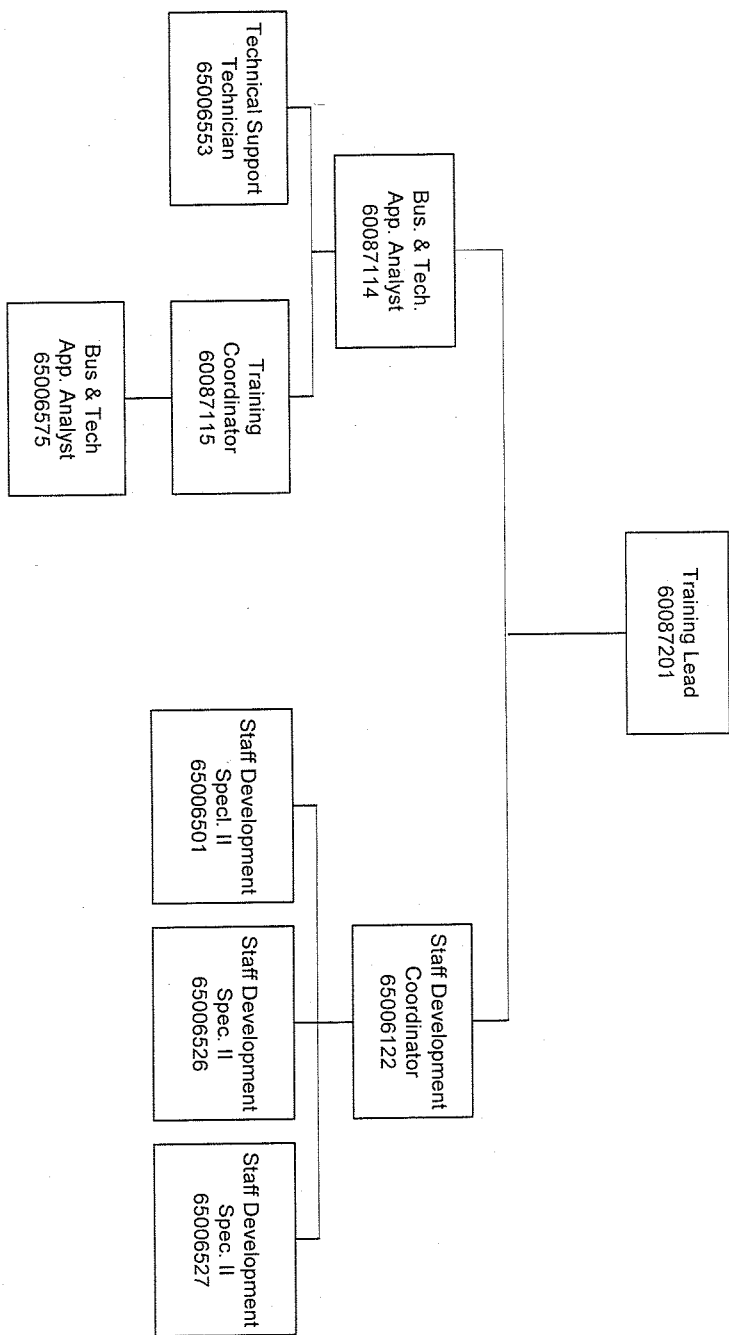 Training Lead
60087201
Bus. & Tech.
App. Analyst
60087114
Staff Development
Coordinator
65006122
Technical Support
Technician
65006553
Training
Coordinator
60087115
Staff Development
Specl. II
65006501
Staff Development
Spec. II
65006526
Staff Development
Spec. II
65006527
Bus & Tech
App. Analyst
65006575